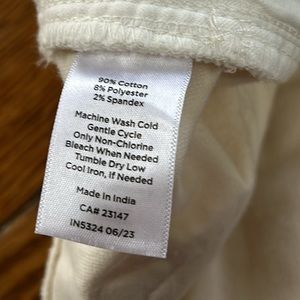 90% Cotton
8% Polyester
2% Spandex
Machine Wash Cold
Gentle Cycle
Only Non-Chlorine
Bleach When Needed
Tumble Dry Low
Cool Iron, if Needed
Made in India
CA# 23147
IN5324 06/23